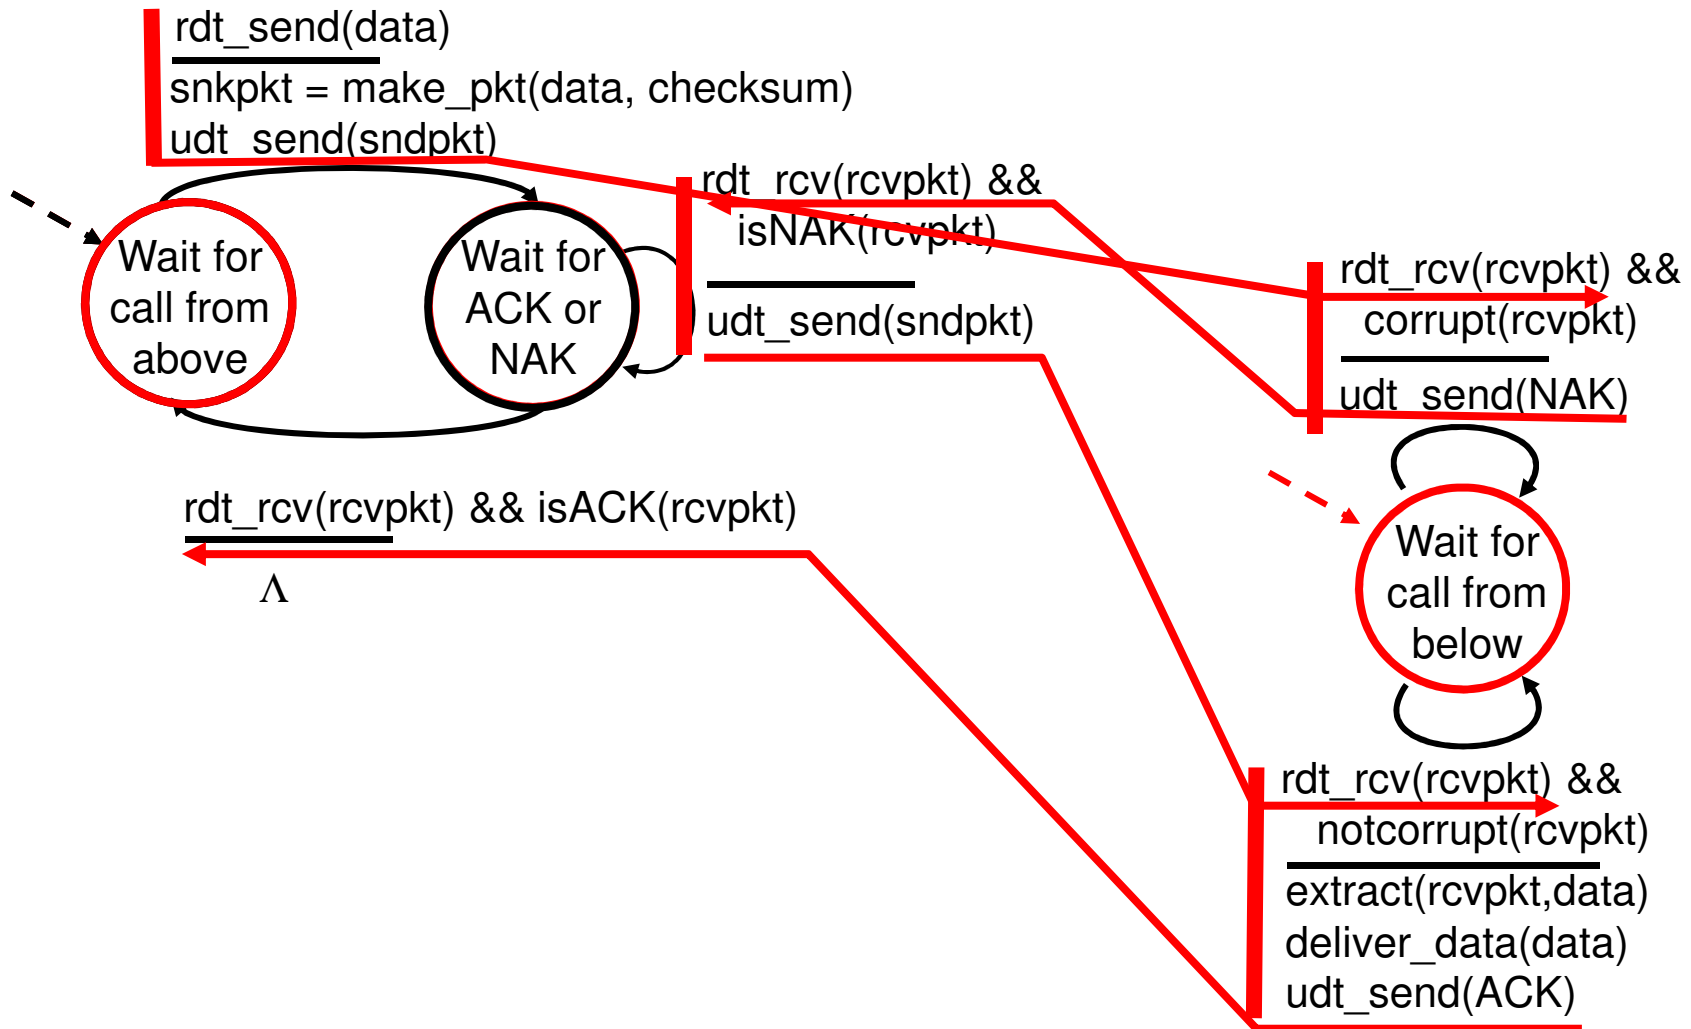 rdt_send(data)
snkpkt = make_pkt(data, checksum)
udt_send(sndpkt)
Wait for
call from
above
Wait for
ACK or
NAK
rdt_rcv(rcvpkt) &&
isNAK(rcvpkt)
udt_send(sndpkt)
rdt_rcv(rcvpkt) && isACK(rcvpkt)
Λ
rdt_rcv(rcvpkt) &&
corrupt(rcvpkt)
udt_send(NAK)
Wait for
call from
below
rdt_rcv(rcvpkt) &&
notcorrupt(rcvpkt)
extract(rcvpkt,data)
deliver_data(data)
udt_send(ACK)